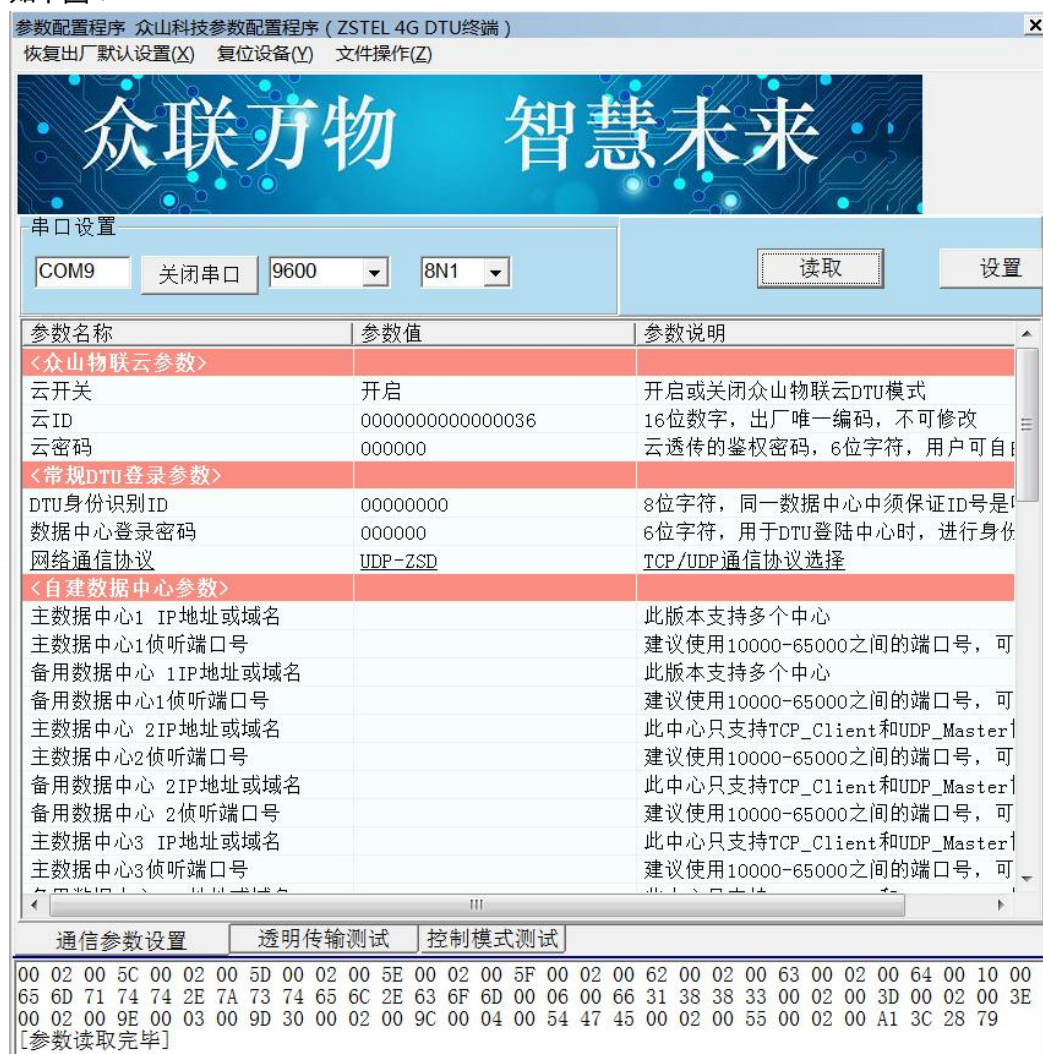 参数配置程序 众山科技参数配置程序 ( ZSTEL 4G DTU终端 )
恢复出厂默认设置(X) 复位设备(Y) 文件操作(Z)
众联万物 智慧未来
串口设置
COM9 关闭串口 9600 8N1 读取 设置
参数名称 参数值 参数说明
<众山物联云参数>
云开关 开启 开启或关闭众山物联云DTU模式
云ID 0000000000000036 16位数字，出厂唯一编码，不可修改
云密码 000000 云透传的鉴权密码，6位字符，用户可自
<常规DTU登录参数>
DTU身份识别ID 00000000 8位字符，同一数据中心中须保证ID号是
数据中心登录密码 000000 6位字符，用于DTU登陆中心时，进行身份
网络通信协议 UDP-ZSD TCP/UDP通信协议选择
<自建数据中心参数>
主数据中心1 IP地址或域名 此版本支持多个中心
主数据中心1侦听端口号 建议使用10000-65000之间的端口号，可
备用数据中心 1IP地址或域名 此版本支持多个中心
备用数据中心1侦听端口号 建议使用10000-65000之间的端口号，可
主数据中心 2IP地址或域名 此中心只支持TCP_Client和UDP_Master
主数据中心2侦听端口号 建议使用10000-65000之间的端口号，可
备用数据中心 2IP地址或域名 此中心只支持TCP_Client和UDP_Master
备用数据中心 2侦听端口号 建议使用10000-65000之间的端口号，可
主数据中心3 IP地址或域名 此中心只支持TCP_Client和UDP_Master
主数据中心3侦听端口号 建议使用10000-65000之间的端口号，可
通信参数设置 透明传输测试 控制模式测试
00 02 00 5C 00 02 00 5D 00 02 00 5E 00 02 00 5F 00 02 00 62 00 02 00 63 00 02 00 64 00 10 00
65 6D 71 74 74 2E 7A 73 74 65 6C 2E 63 6F 6D 00 06 00 66 31 38 38 33 00 02 00 3D 00 02 00 3E
00 02 00 9E 00 03 00 9D 30 00 02 00 9C 00 04 00 54 47 45 00 02 00 55 00 02 00 A1 3C 28 79
[参数读取完毕]